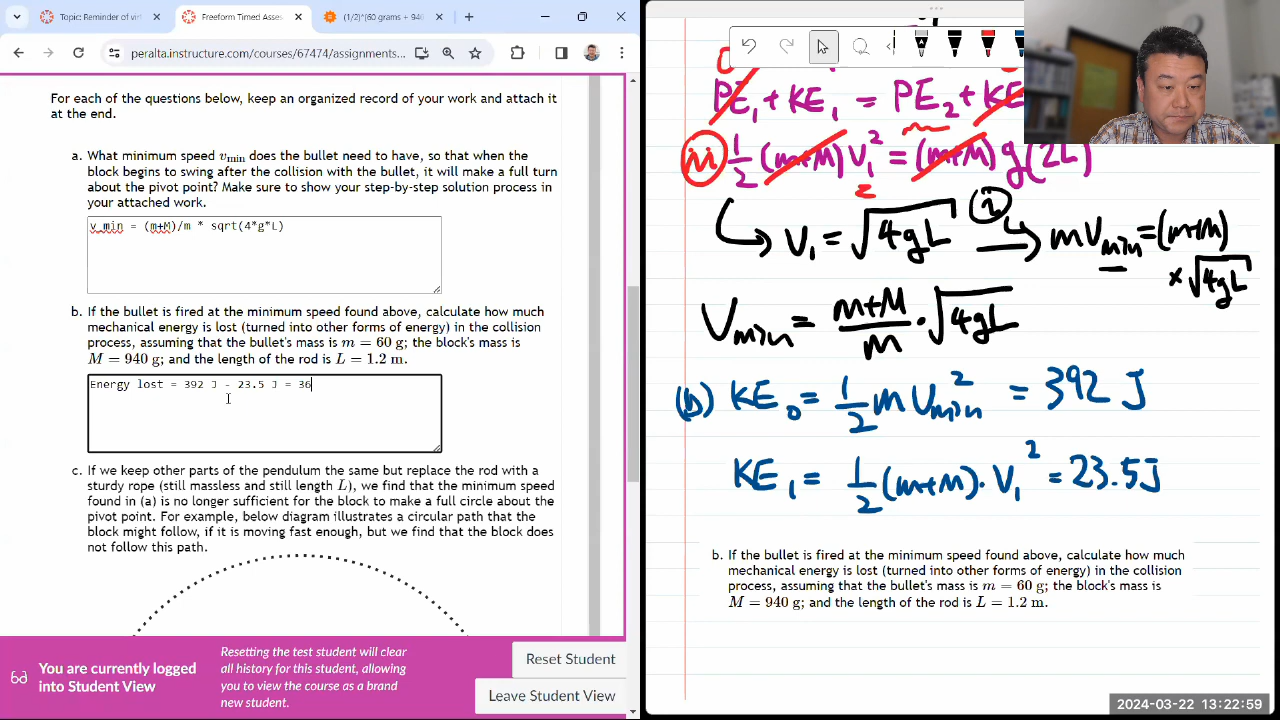 Topic: Reminder of vi
Freeform Timed Asses
(1/2)*(60 grams + 940
peralta.instructure.com/courses/67474/assignments...
For each of the questions below, keep an organized record of your work and attach it
at the end.
a. What minimum speed v_min does the bullet need to have, so that when the
block begins to swing after the collision with the bullet, it will make a full turn
about the pivot point? Make sure to show your step-by-step solution process in
your attached work.
v_min = (m+M)/m * sqrt(4*g*L)
b. If the bullet is fired at the minimum speed found above, calculate how much
mechanical energy is lost (turned into other forms of energy) in the collision
process, assuming that the bullet's mass is m = 60 g; the block's mass is
M = 940 g; and the length of the rod is L = 1.2 m.
Energy lost = 392 J - 23.5 J = 36
c. If we keep other parts of the pendulum the same but replace the rod with a
sturdy rope (still massless and still length L), we find that the minimum speed
found in (a) is no longer sufficient for the block to make a full circle about the
pivot point. For example, below diagram illustrates a circular path that the
block might follow, if it is moving fast enough, but we find that the block does
not follow this path.
You are currently logged
into Student View
Resetting the test student will clear
all history for this student, allowing
you to view the course as a brand
new student.
Reset Student
Leave Student View
PE₁ + KE₁ = PE₂ + KE
½ (m+M) V₁² = (m+M) g(2L)
V₁ = √4gL
m V_min = (m+M)
× √4gL
V_min = (m+M)/m · √4gL
(b) KE₀ = ½ m V_min² = 392 J
KE₁ = ½ (m+M) · V₁² = 23.5 J
b. If the bullet is fired at the minimum speed found above, calculate how much
mechanical energy is lost (turned into other forms of energy) in the collision
process, assuming that the bullet's mass is m = 60 g; the block's mass is
M = 940 g; and the length of the rod is L = 1.2 m.
2024-03-22 13:22:59